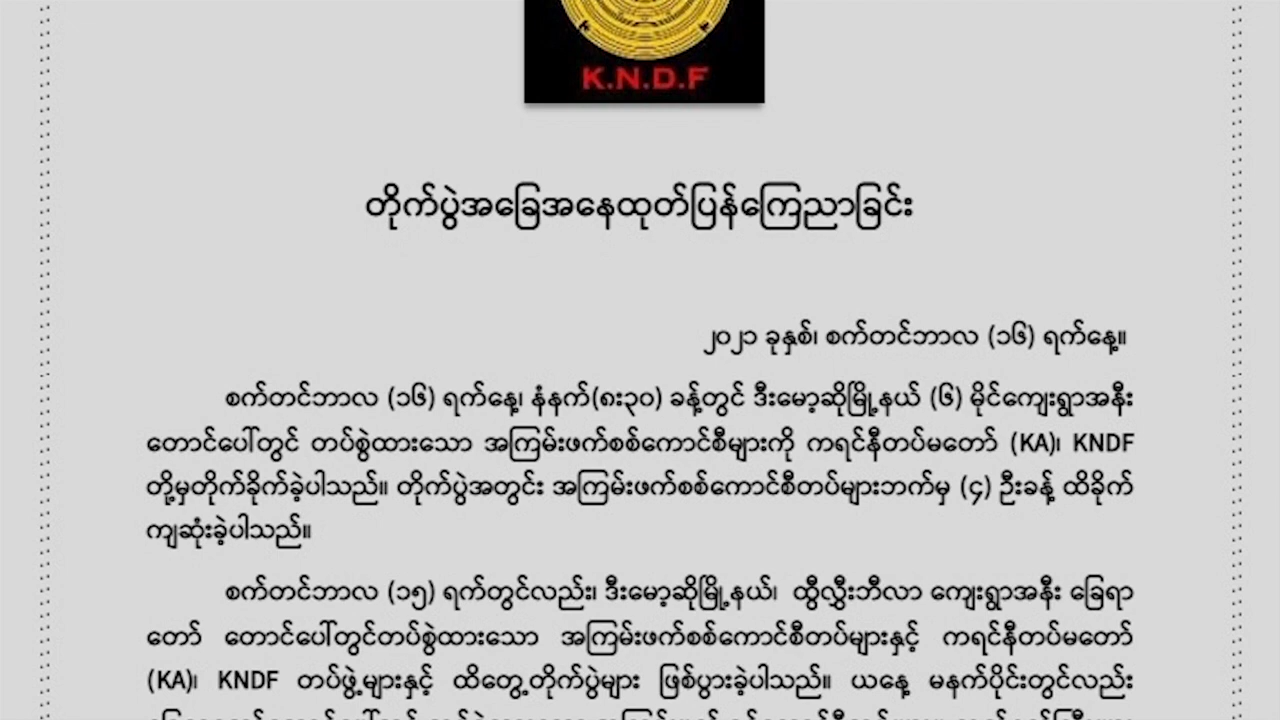 K.N.D.F
တိုက်ပွဲအခြေအနေထုတ်ပြန်ကြေညာခြင်း
၂၀၂၁ ခုနှစ်၊ စက်တင်ဘာလ (၁၆) ရက်နေ့။
စက်တင်ဘာလ (၁၆) ရက်နေ့၊ နံနက်(၈း၃၀) ခန့်တွင် ဒီးမော့ဆိုမြို့နယ် (၆) မိုင်ကျေးရွာအနီး
တောင်ပေါ်တွင် တပ်စွဲထားသော အကြမ်းဖက်စစ်ကောင်စီများကို ကရင်နီတပ်မတော် (KA)၊ KNDF
တို့မှတိုက်ခိုက်ခဲ့ပါသည်။ တိုက်ပွဲအတွင်း အကြမ်းဖက်စစ်ကောင်စီတပ်များဘက်မှ (၄) ဦးခန့် ထိခိုက်
ကျဆုံးခဲ့ပါသည်။
စက်တင်ဘာလ (၁၅) ရက်တွင်လည်း၊ ဒီးမော့ဆိုမြို့နယ်၊ ထွီလွှီးဘီလာ ကျေးရွာအနီး ခြေရာ
တော် တောင်ပေါ်တွင်တပ်စွဲထားသော အကြမ်းဖက်စစ်ကောင်စီတပ်များနှင့် ကရင်နီတပ်မတော်
(KA)၊ KNDF တပ်ဖွဲ့များနှင့် ထိတွေ့တိုက်ပွဲများ ဖြစ်ပွားခဲ့ပါသည်။ ယနေ့ မနက်ပိုင်းတွင်လည်း